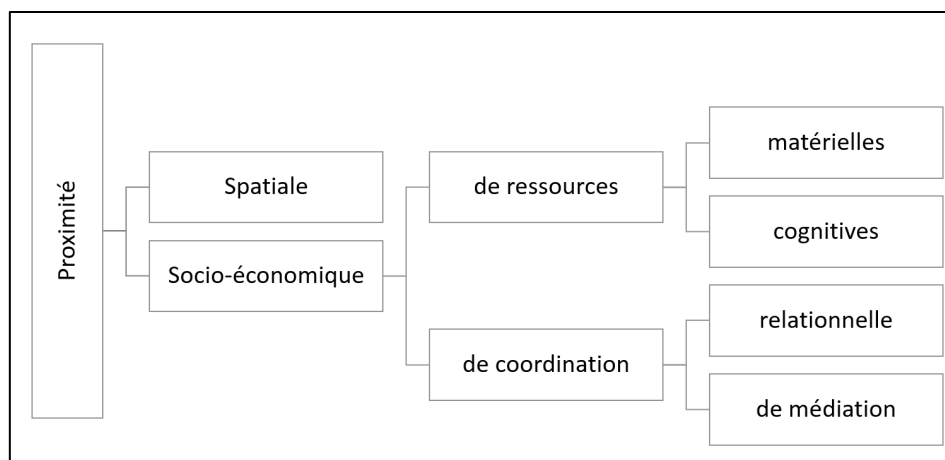 Proximité
Spatiale
Socio-économique
de ressources
de coordination
matérielles
cognitives
relationnelle
de médiation